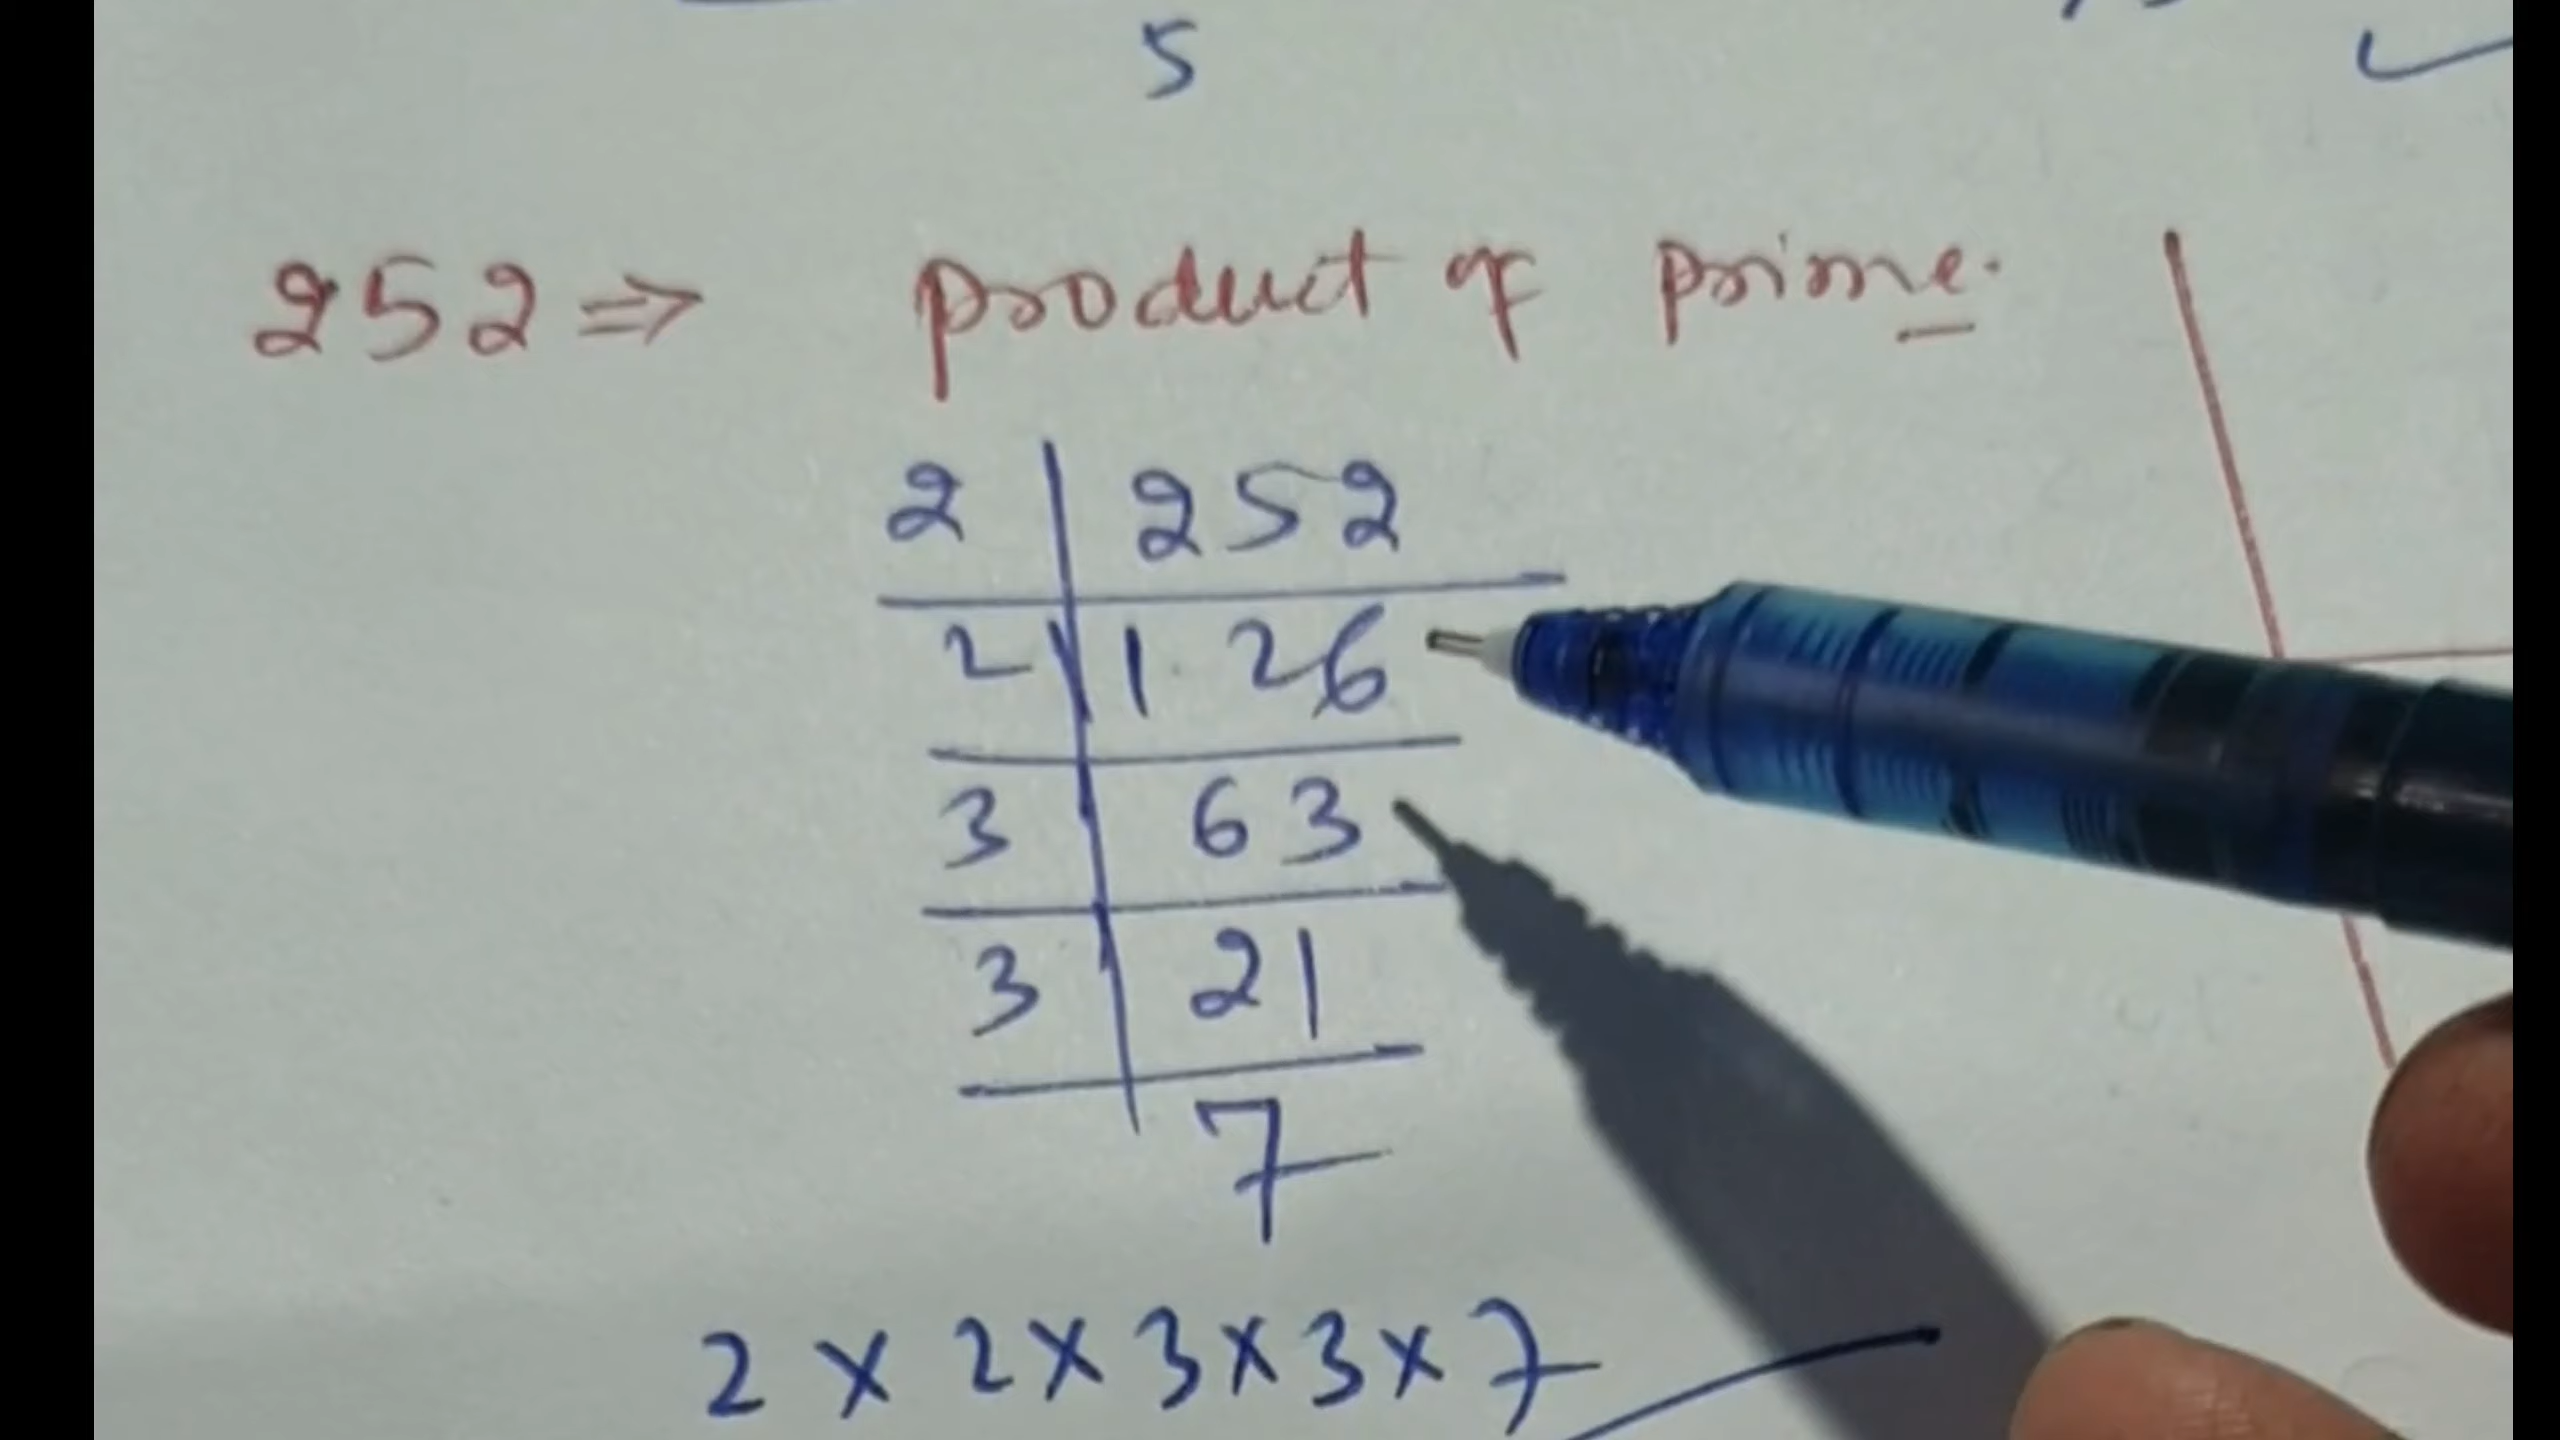 5
252 ⇒ product of prime.
2 | 252
2 | 126
3 | 63
3 | 21
7
2 × 2 × 3 × 3 × 7